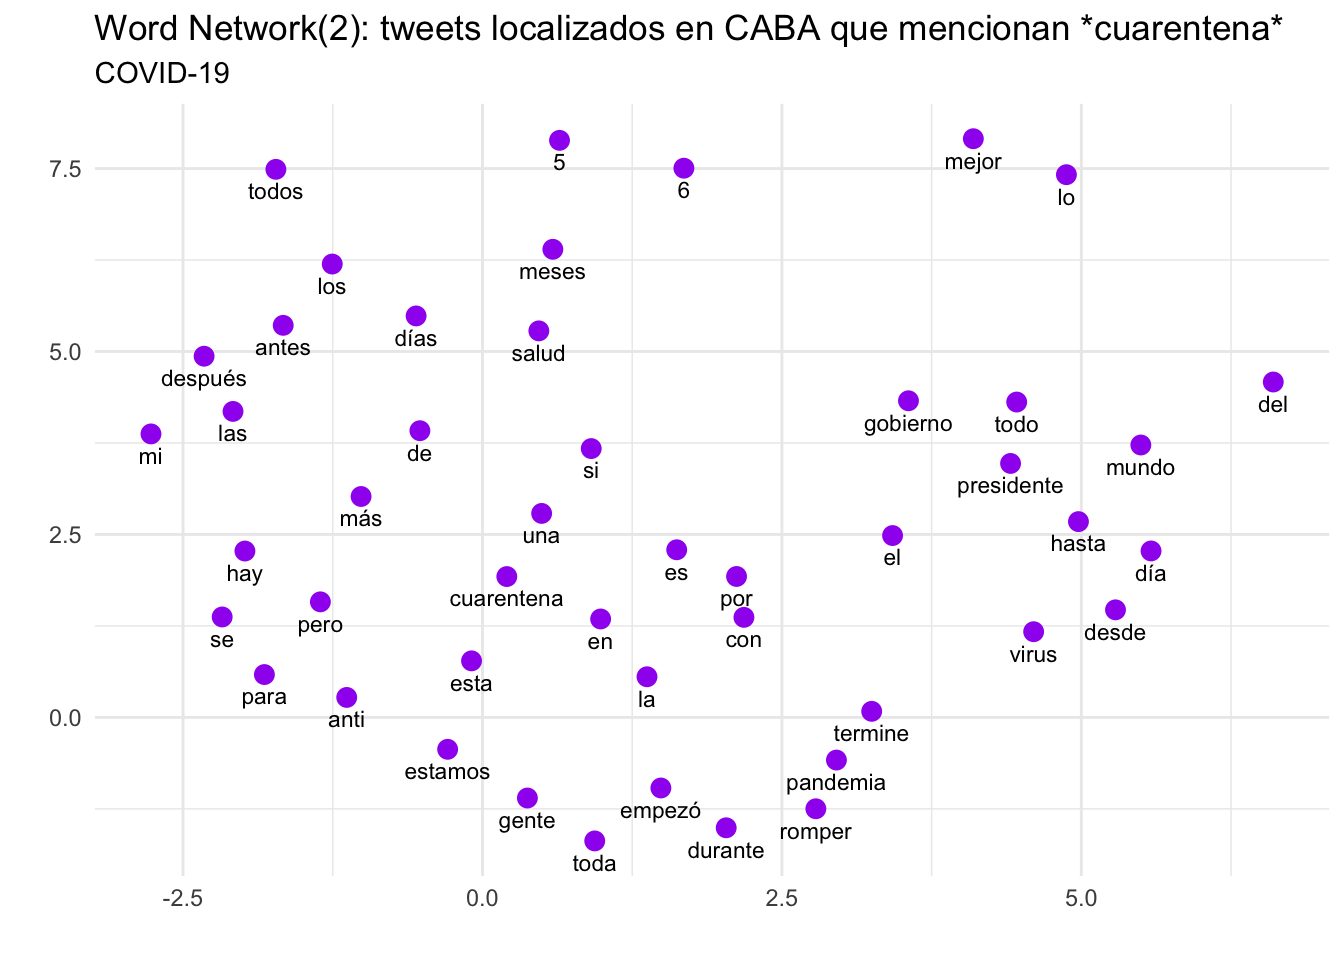 Word Network(2): tweets localizados en CABA que mencionan *cuarentena*
COVID-19
7.5
5.0
2.5
0.0
5
mejor
6
todos
lo
meses
los
días
antes
salud
después
del
gobierno
todo
las
de
mi
si
mundo
presidente
más
una
hasta
el
hay
es
día
cuarentena
por
pero
se
en
con
desde
virus
esta
para
la
anti
termine
estamos
pandemia
gente
empezó
romper
durante
toda
-2.5
0.0
2.5
5.0